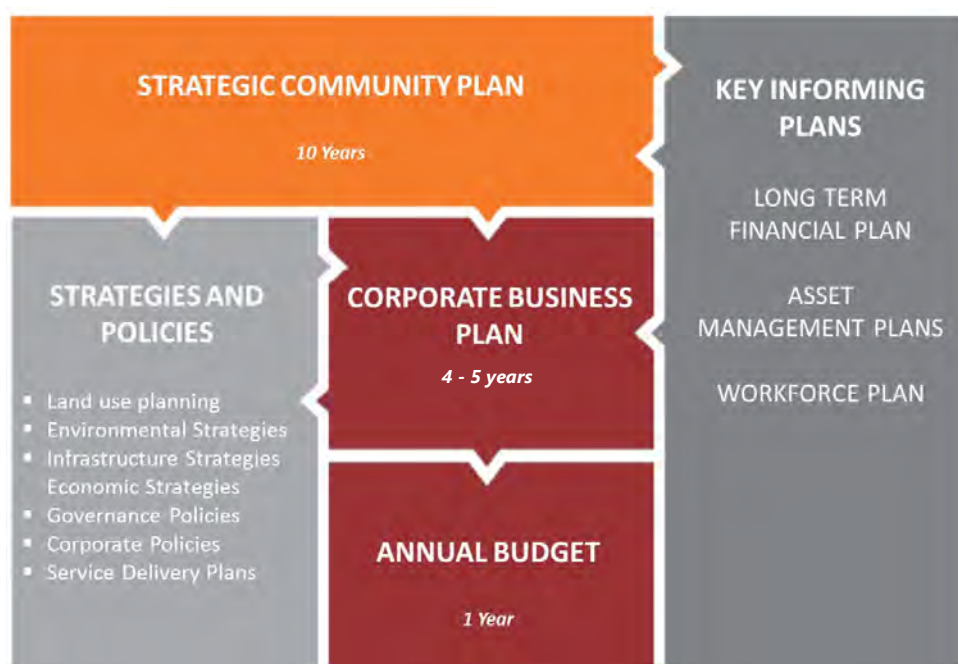 STRATEGIC COMMUNITY PLAN
10 Years
KEY INFORMING
PLANS
LONG TERM
FINANCIAL PLAN
ASSET
MANAGEMENT PLANS
WORKFORCE PLAN
STRATEGIES AND
POLICIES
▪ Land use planning
▪ Environmental Strategies
▪ Infrastructure Strategies
Economic Strategies
▪ Governance Policies
▪ Corporate Policies
▪ Service Delivery Plans
CORPORATE BUSINESS
PLAN
4 - 5 years
ANNUAL BUDGET
1 Year